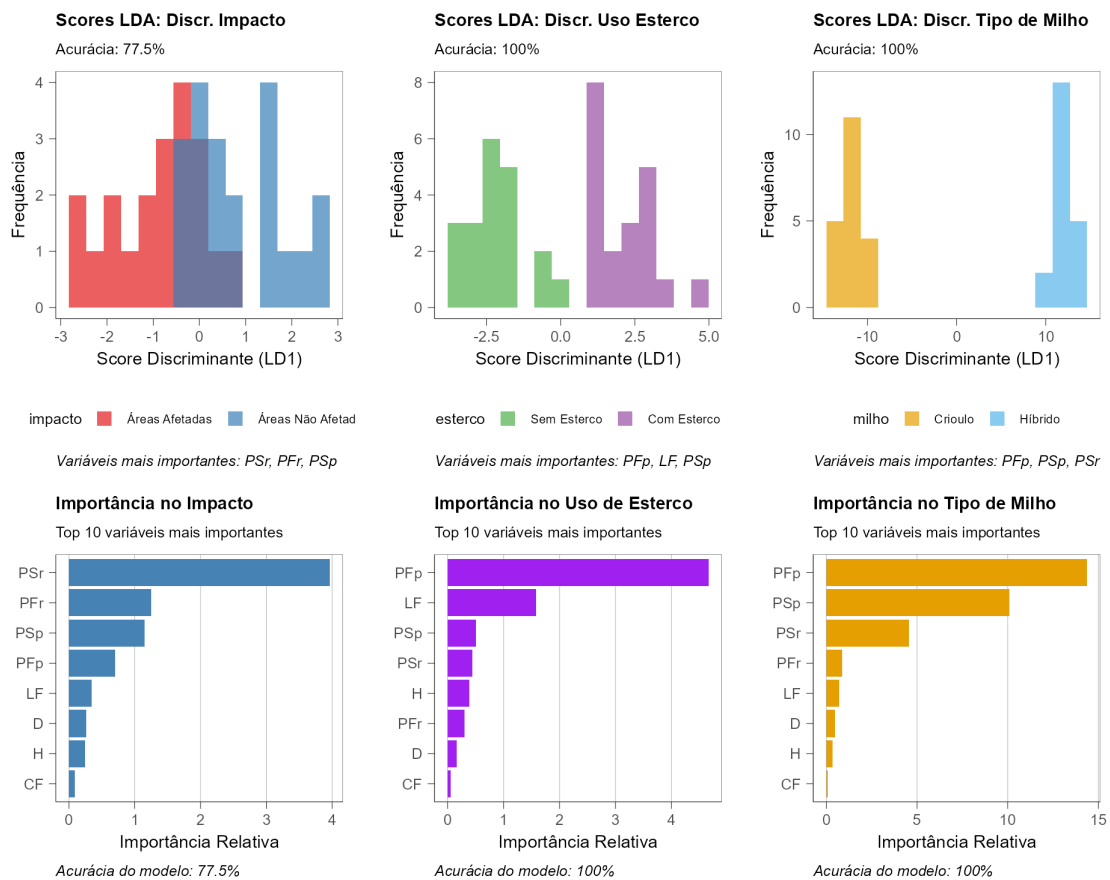 Scores LDA: Discr. Impacto
Acurácia: 77.5%
Frequência
4
3
2
1
0
-3 -2 -1 0 1 2 3
Score Discriminante (LD1)
impacto Áreas Afetadas Áreas Não Afetad
Variáveis mais importantes: PSr, PFr, PSp
Scores LDA: Discr. Uso Esterco
Acurácia: 100%
Frequência
8
6
4
2
0
-2.5 0.0 2.5 5.0
Score Discriminante (LD1)
esterco Sem Esterco Com Esterco
Variáveis mais importantes: PFp, LF, PSp
Scores LDA: Discr. Tipo de Milho
Acurácia: 100%
Frequência
10
5
0
-10 0 10
Score Discriminante (LD1)
milho Crioulo Híbrido
Variáveis mais importantes: PFp, PSp, PSr
Importância no Impacto
Top 10 variáveis mais importantes
PSr
PFr
PSp
PFp
LF
D
H
CF
0 1 2 3 4
Importância Relativa
Acurácia do modelo: 77.5%
Importância no Uso de Esterco
Top 10 variáveis mais importantes
PFp
LF
PSp
PSr
H
PFr
D
CF
0 1 2 3 4
Importância Relativa
Acurácia do modelo: 100%
Importância no Tipo de Milho
Top 10 variáveis mais importantes
PFp
PSp
PSr
PFr
LF
D
H
CF
0 5 10 15
Importância Relativa
Acurácia do modelo: 100%